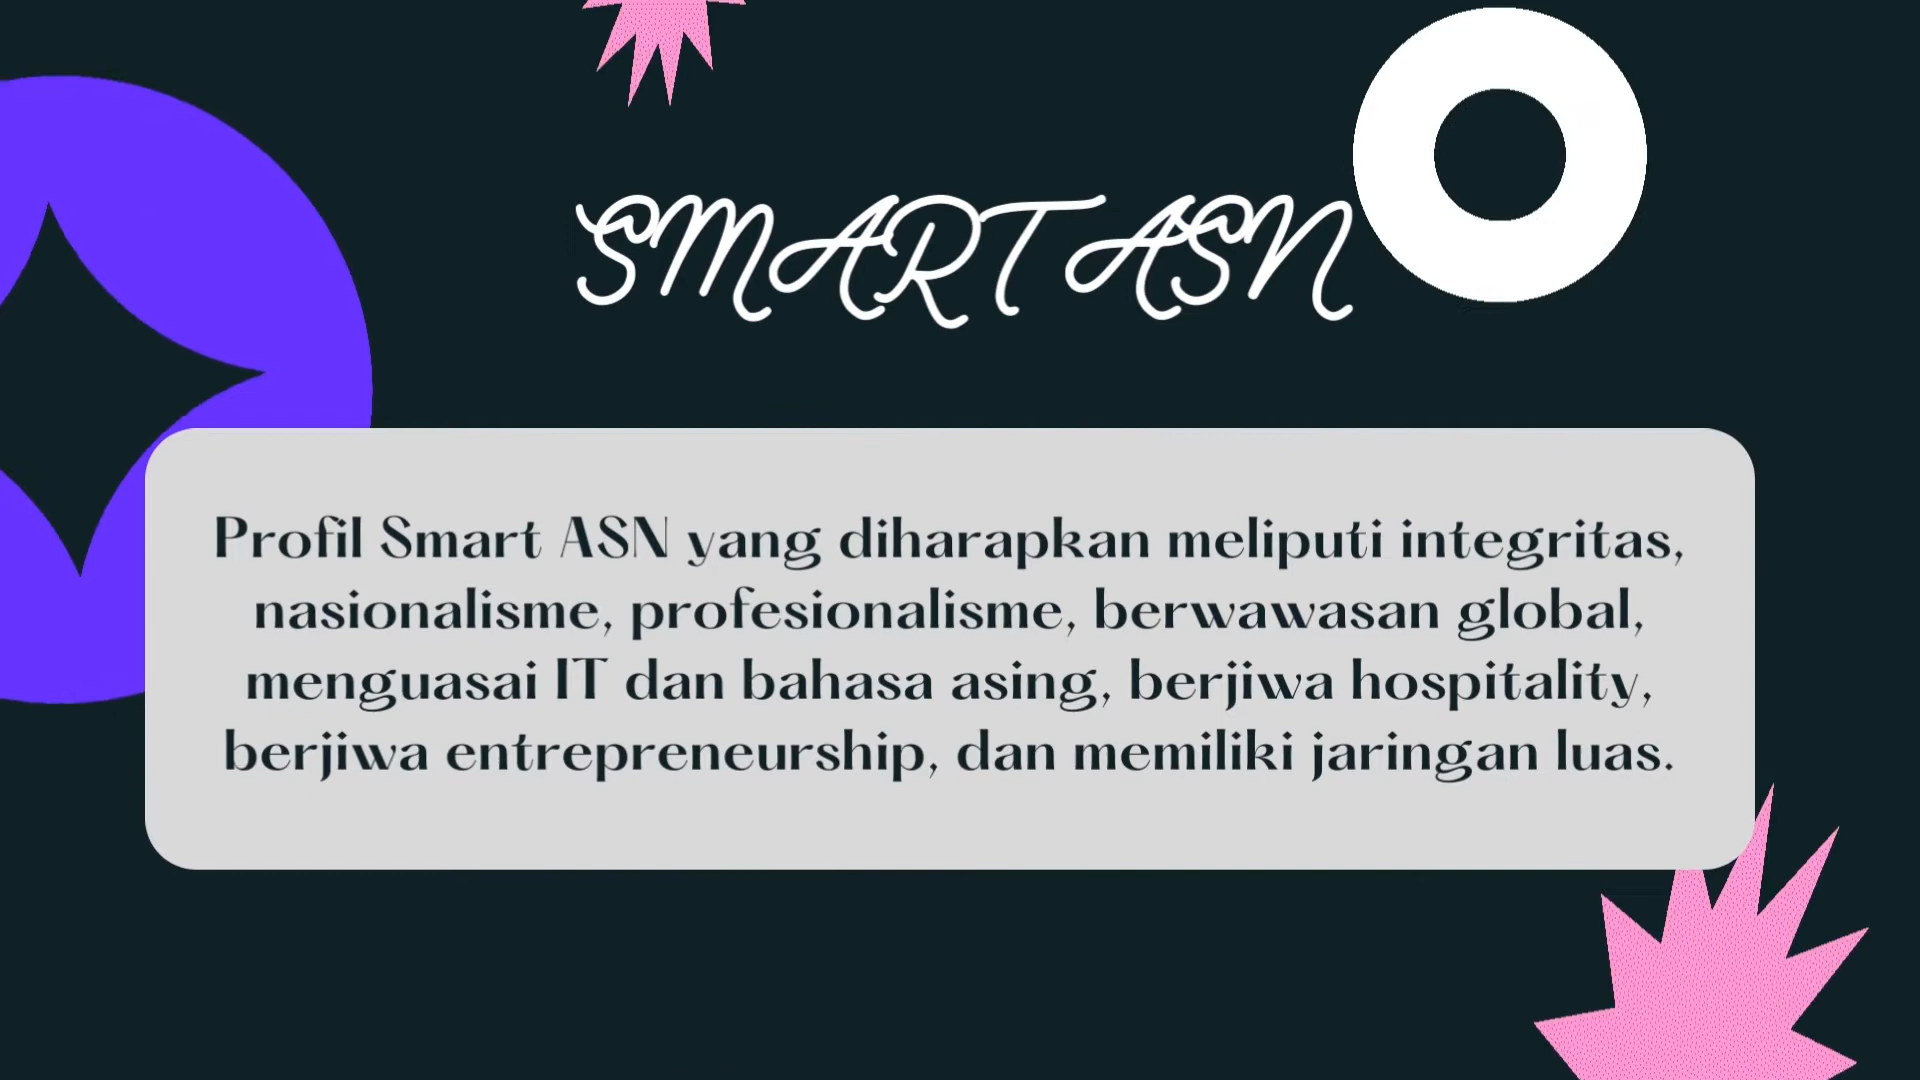 SMART ASN
Profil Smart ASN yang diharapkan meliputi integritas,
nasionalisme, profesionalisme, berwawasan global,
menguasai IT dan bahasa asing, berjiwa hospitality,
berjiwa entrepreneurship, dan memiliki jaringan luas.